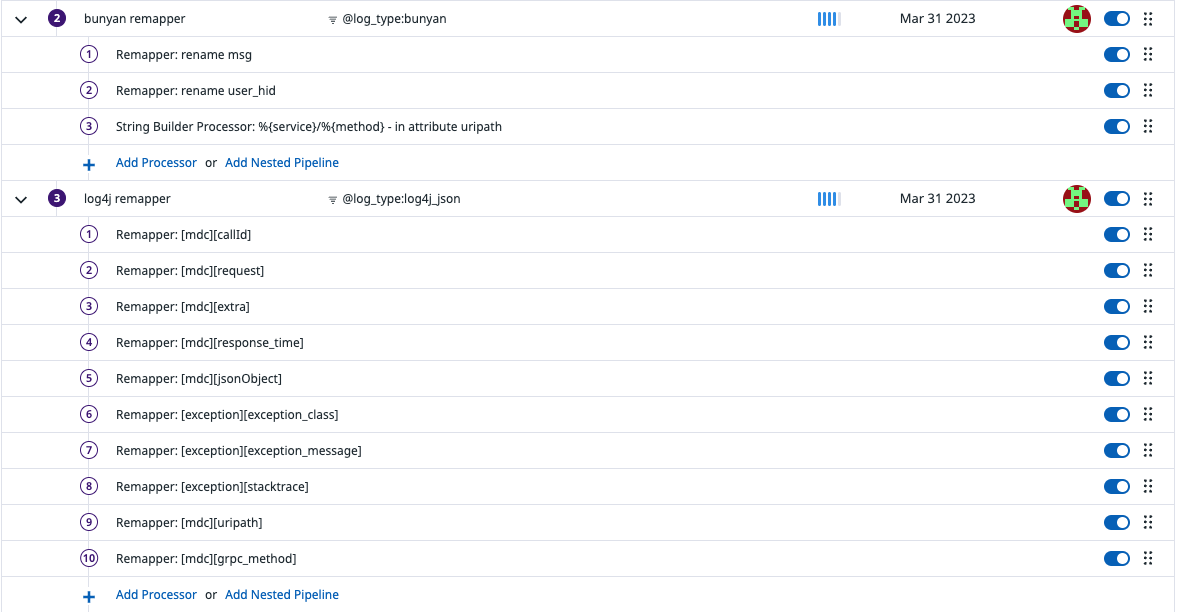 2 bunyan remapper @log_type:bunyan Mar 31 2023
1 Remapper: rename msg
2 Remapper: rename user_hid
3 String Builder Processor: %{service}/%{method} - in attribute uripath
+ Add Processor or Add Nested Pipeline
3 log4j remapper @log_type:log4j_json Mar 31 2023
1 Remapper: [mdc][callId]
2 Remapper: [mdc][request]
3 Remapper: [mdc][extra]
4 Remapper: [mdc][response_time]
5 Remapper: [mdc][jsonObject]
6 Remapper: [exception][exception_class]
7 Remapper: [exception][exception_message]
8 Remapper: [exception][stacktrace]
9 Remapper: [mdc][uripath]
10 Remapper: [mdc][grpc_method]
+ Add Processor or Add Nested Pipeline